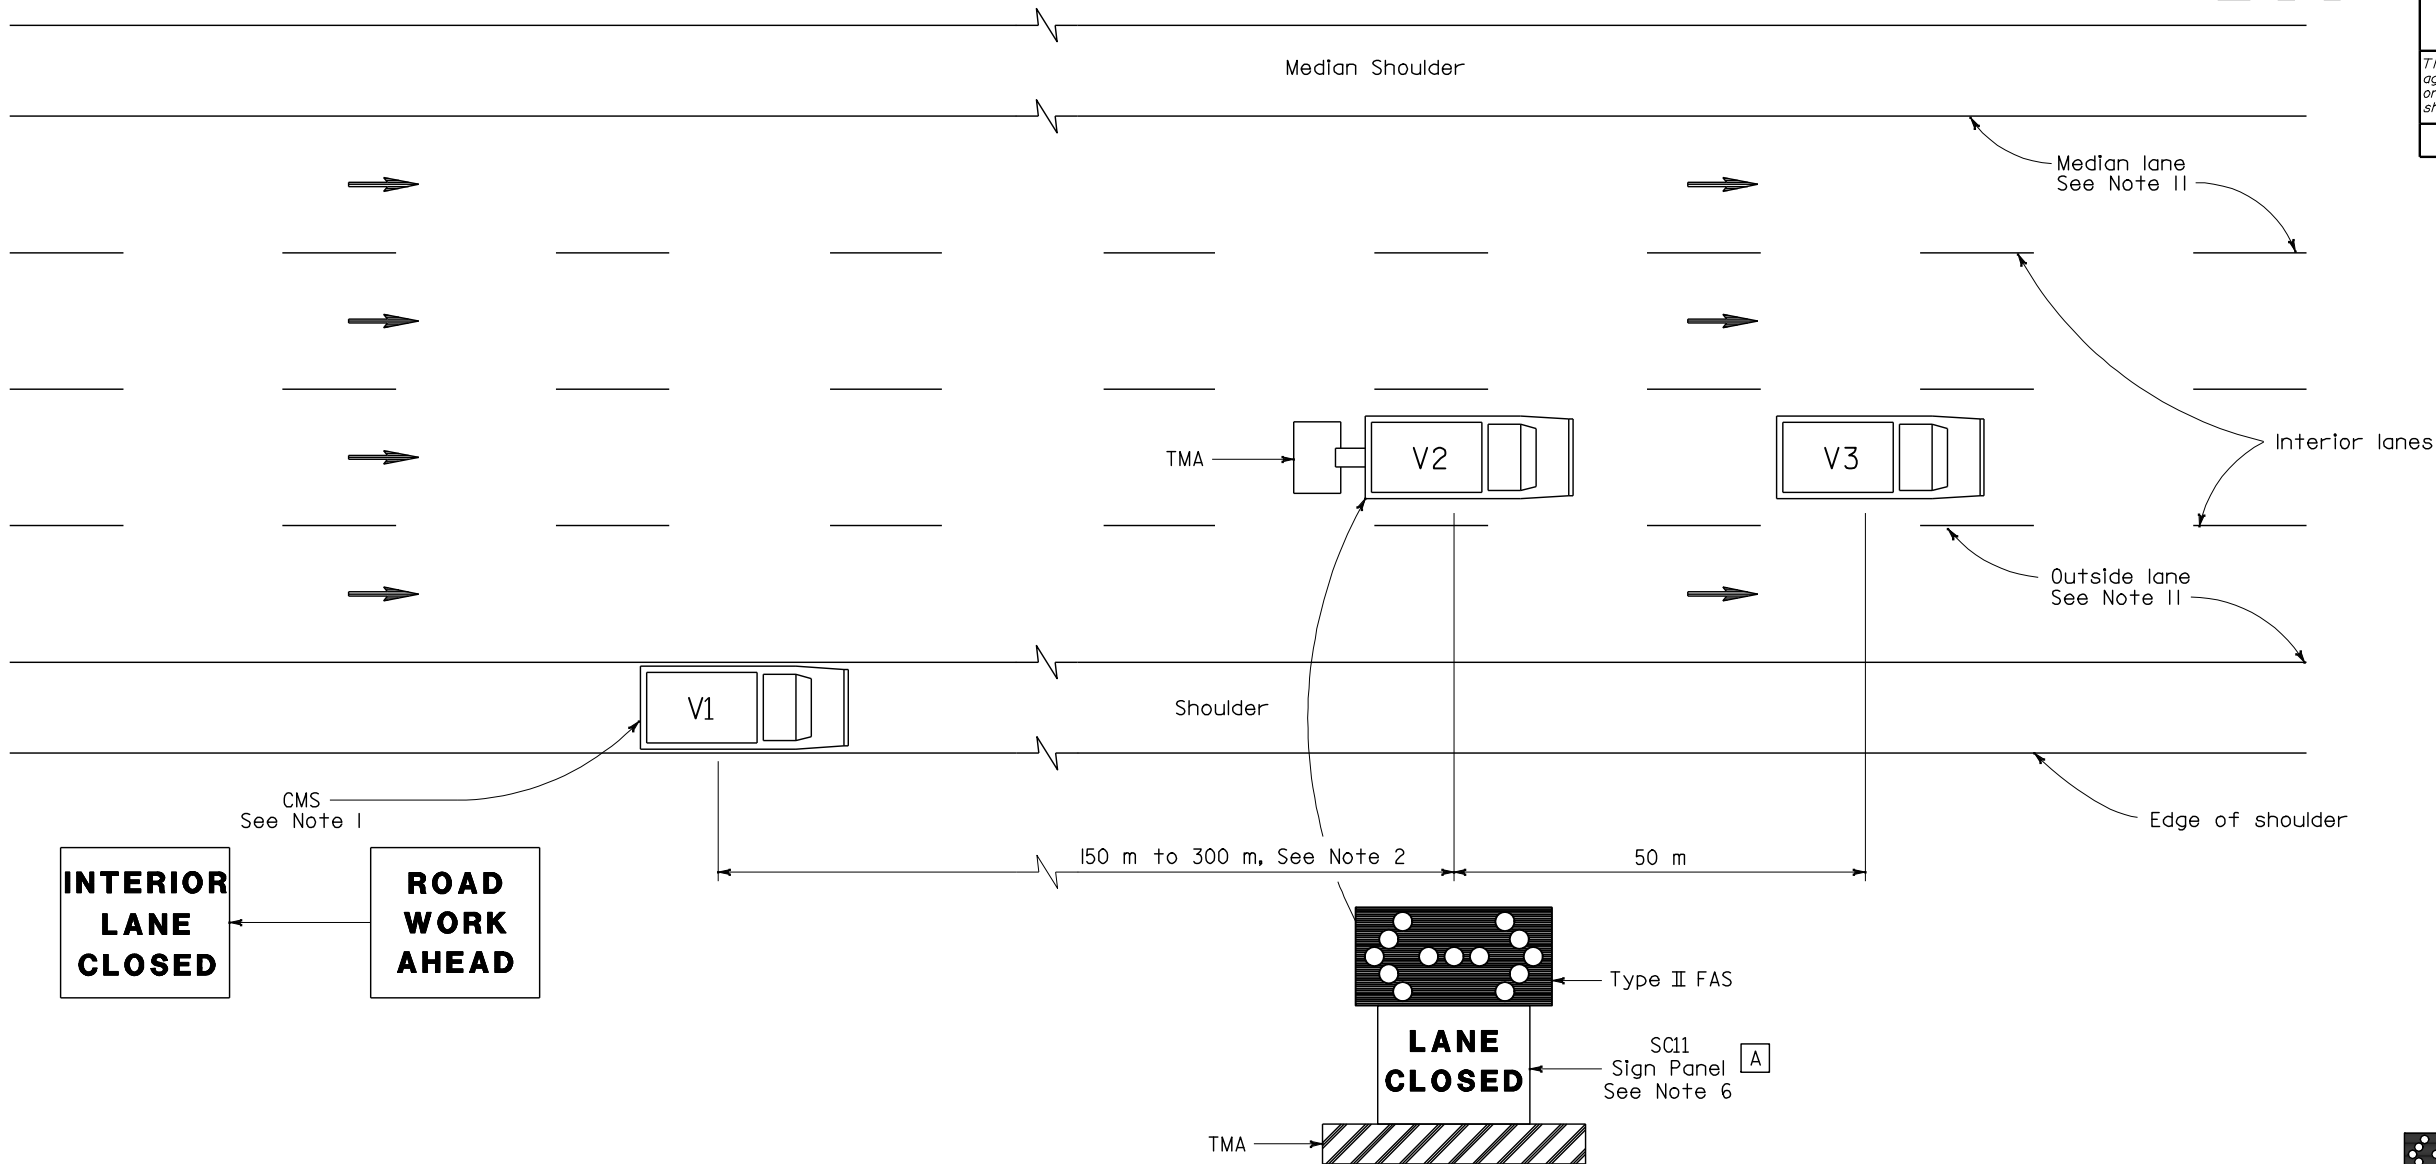 Median Shoulder
Median lane
See Note 11
TMA
V2
V3
Interior lanes
Outside lane
See Note 11
V1
Shoulder
CMS
See Note 1
Edge of shoulder
150 m to 300 m, See Note 2
50 m
INTERIOR
LANE
CLOSED
ROAD
WORK
AHEAD
Type II FAS
LANE
CLOSED
SC11
Sign Panel
See Note 6
A
TMA